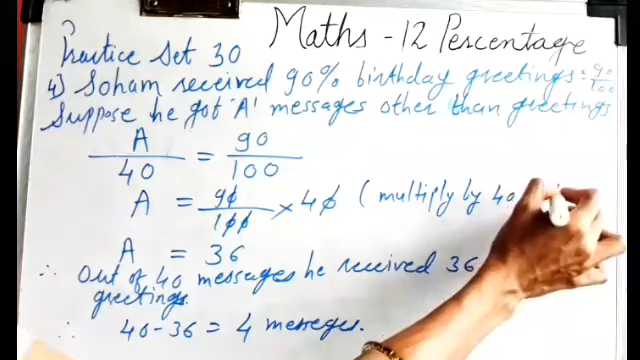 Maths - 12 Percentage
Practice Set 30
4) Soham received 90% birthday greetings = 90/100
Suppose he got 'A' messages other than greetings
A/40 = 90/100
A = 90/100 × 40 ( multiply by 40
A = 36
∴ Out of 40 messages he received 36
greetings.
∴ 40 - 36 = 4 messeges.